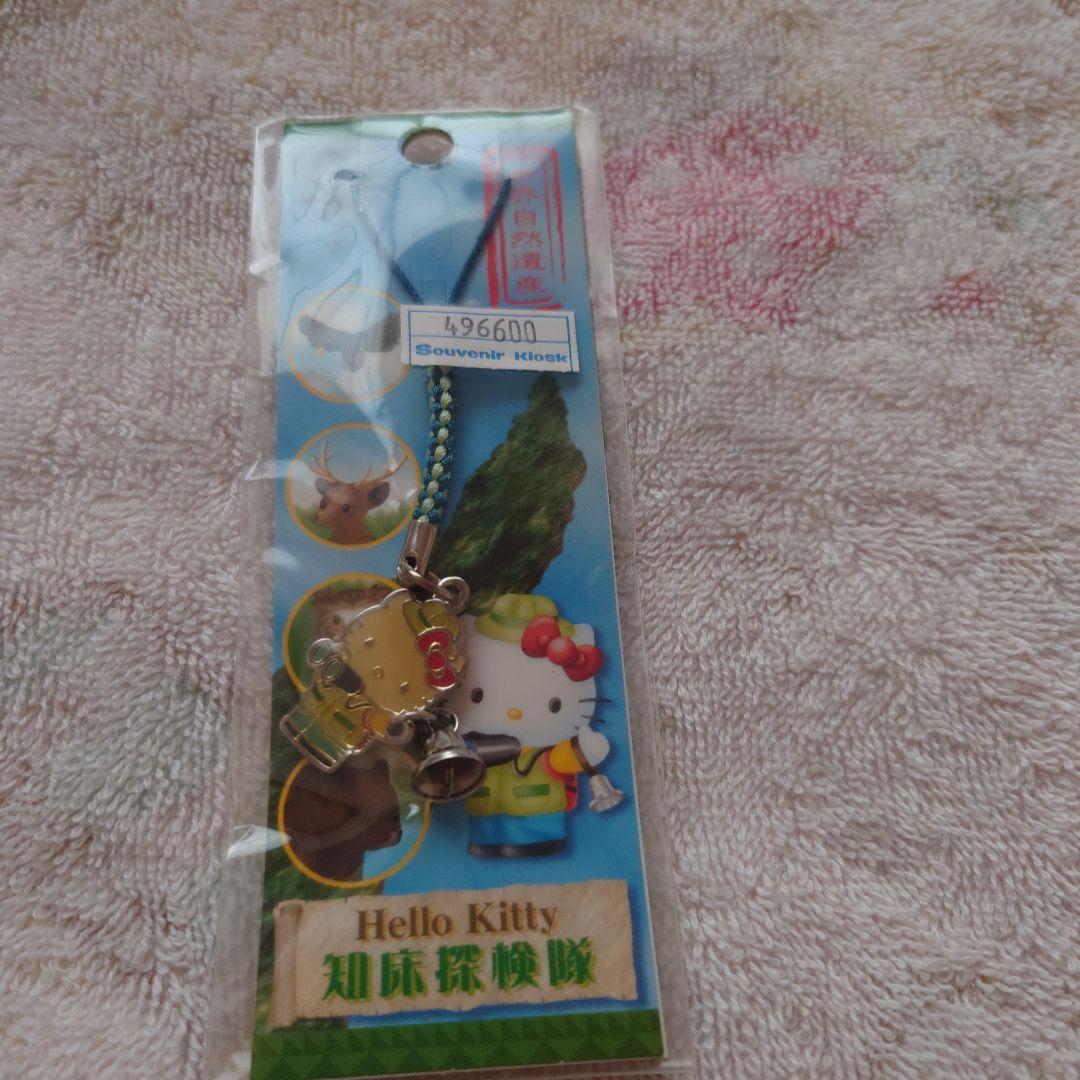 界自然遺産
496600
Souvenir Kiosk
Hello Kitty
知床探検隊